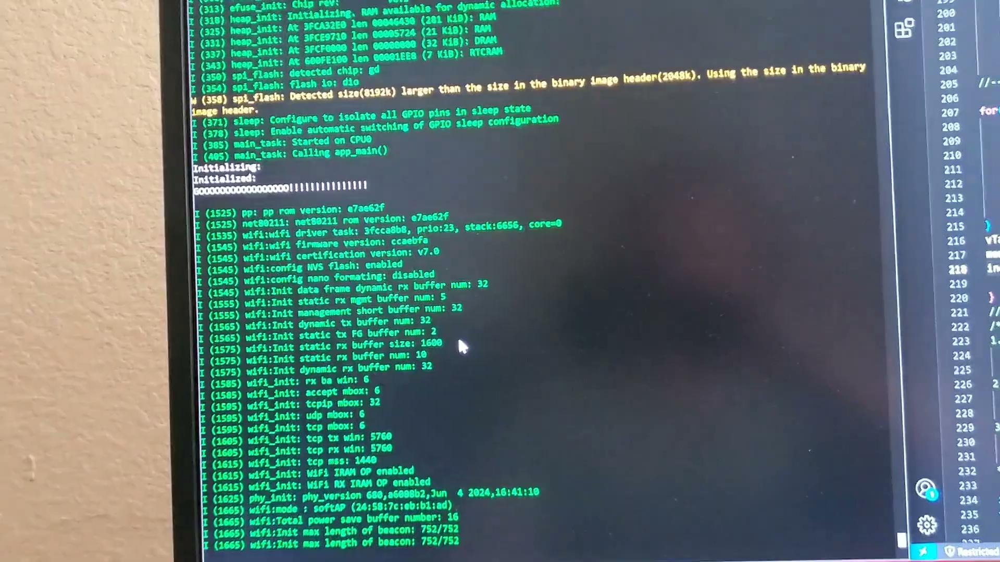 I (313) efuse_init: Chip rev:
I (318) heap_init: Initializing. RAM available for dynamic allocation:
I (325) heap_init: At 3FCA32E0 len 00046430 (281 KiB): RAM
I (331) heap_init: At 3FCE9710 len 00005724 (21 KiB): RAM
I (337) heap_init: At 3FCF0000 len 00008000 (32 KiB): DRAM
I (343) heap_init: At 600FE100 len 00001EE8 (7 KiB): RTCRAM
I (350) spi_flash: detected chip: gd
I (354) spi_flash: flash io: dio
W (358) spi_flash: Detected size(8192k) larger than the size in the binary image header(2048k). Using the size in the binary
image header.
I (371) sleep: Configure to isolate all GPIO pins in sleep state
I (378) sleep: Enable automatic switching of GPIO sleep configuration
I (385) main_task: Started on CPU0
I (405) main_task: Calling app_main()
Initializing:
Initialized:
GOOOOOOOOOOOOOOOOOO!!!!!!!!!!!!!!!!
I (1525) pp: pp rom version: e7ae62f
I (1525) net80211: net80211 rom version: e7ae62f
I (1535) wifi:wifi driver task: 3fcca8b8, prio:23, stack:6656, core=0
I (1545) wifi:wifi firmware version: ccaebfa
I (1545) wifi:wifi certification version: v7.0
I (1545) wifi:config NVS flash: enabled
I (1545) wifi:config nano formating: disabled
I (1545) wifi:Init data frame dynamic rx buffer num: 32
I (1555) wifi:Init static rx mgmt buffer num: 5
I (1555) wifi:Init management short buffer num: 32
I (1565) wifi:Init dynamic tx buffer num: 32
I (1565) wifi:Init static tx FG buffer num: 2
I (1575) wifi:Init static rx buffer size: 1600
I (1575) wifi:Init static rx buffer num: 10
I (1575) wifi:Init dynamic rx buffer num: 32
I (1585) wifi_init: rx ba win: 6
I (1585) wifi_init: accept mbox: 6
I (1595) wifi_init: tcpip mbox: 32
I (1595) wifi_init: udp mbox: 6
I (1595) wifi_init: tcp mbox: 6
I (1605) wifi_init: tcp tx win: 5760
I (1605) wifi_init: tcp rx win: 5760
I (1615) wifi_init: tcp mss: 1440
I (1615) wifi_init: WiFi IRAM OP enabled
I (1615) wifi_init: WiFi RX IRAM OP enabled
I (1625) phy_init: phy_version 680,a6008b2,Jun  4 2024,16:41:10
I (1665) wifi:mode : softAP (24:58:7c:eb:b1:ad)
I (1665) wifi:Total power save buffer number: 16
I (1665) wifi:Init max length of beacon: 752/752
I (1665) wifi:Init max length of beacon: 752/752
200
201
202
203
204
205 //--
206
207 for
208
209
210
211
212
213
214
215 }
216 vTa
217
218 in
219
220 }
221 //
222 /*
223 1.
224
225
226 2
227
228
229 3
230
231
232 *
233
234
235
236
Restricted